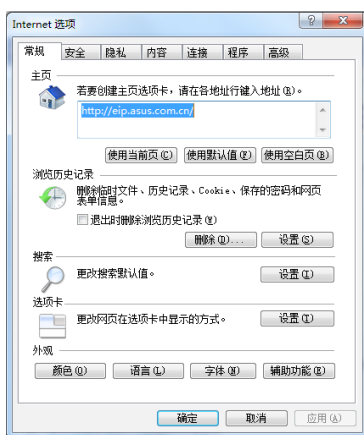 Internet 选项
常规 安全 隐私 内容 连接 程序 高级
主页
若要创建主页选项卡，请在各地址行键入地址(R)。
http://eip.asus.com.cn/
使用当前页(C) 使用默认值(F) 使用空白页(B)
浏览历史记录
删除临时文件、历史记录、Cookie、保存的密码和网页
表单信息。
退出时删除浏览历史记录(W)
删除(D)... 设置(S)
搜索
更改搜索默认值。 设置(I)
选项卡
更改网页在选项卡中显示的方式。 设置(T)
外观
颜色(O) 语言(L) 字体(N) 辅助功能(E)
确定 取消 应用(A)